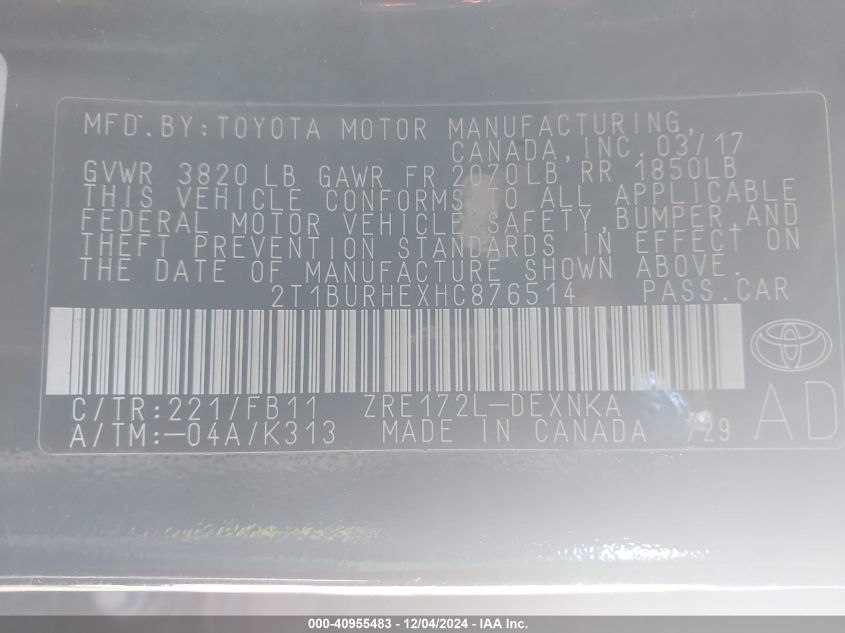 MFD.BY:TOYOTA MOTOR MANUFACTURING,
CANADA,INC. 03/17
GVWR 3820 LB GAWR FR 2070LB RR 1850LB
THIS VEHICLE CONFORMS TO ALL APPLICABLE
FEDERAL MOTOR VEHICLE SAFETY,BUMPER,AND
THEFT PREVENTION STANDARDS IN EFFECT ON
THE DATE OF MANUFACTURE SHOWN ABOVE.
2T1BURHEXHC876514 PASS.CAR
C/TR:221/FB11 ZRE172L-DEXNKA
A/TM:-04A/K313 MADE IN CANADA 729
AD
000-40955483 - 12/04/2024 - IAA Inc.